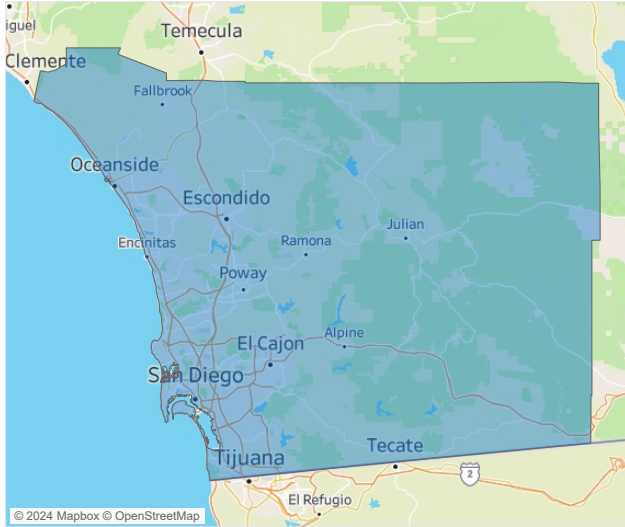 iguel
Temecula
Clemente
Fallbrook
Oceanside
Escondido
Julian
Encinitas
Ramona
Poway
El Cajon
Alpine
San Diego
Tecate
Tijuana
2
El Refugio
© 2024 Mapbox © OpenStreetMap